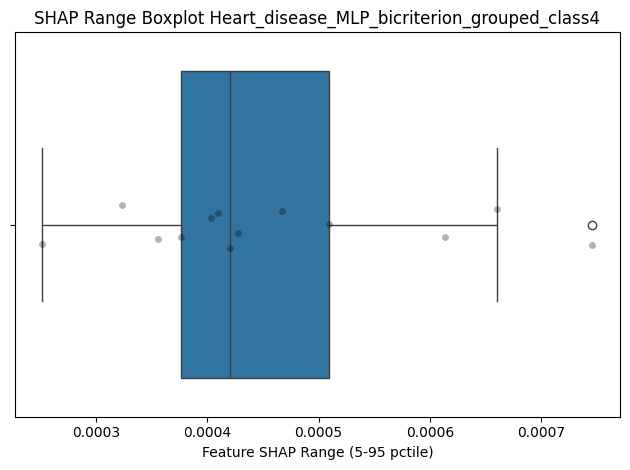 SHAP Range Boxplot Heart_disease_MLP_bicriterion_grouped_class4
0.0003 0.0004 0.0005 0.0006 0.0007
Feature SHAP Range (5-95 pctile)